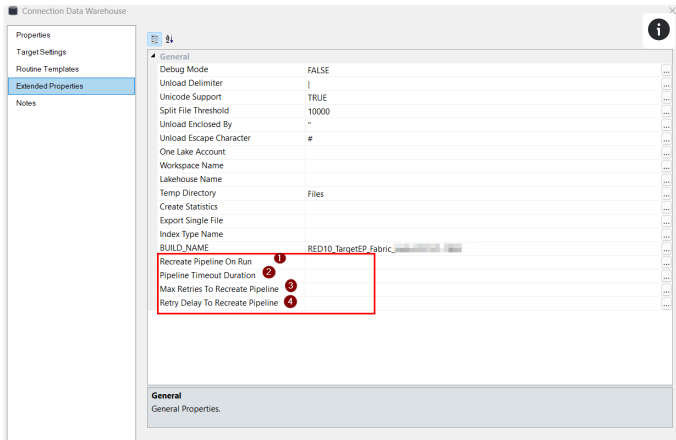 Connection Data Warehouse
Properties
Target Settings
Routine Templates
Extended Properties
Notes
General
Debug Mode FALSE ...
Unload Delimiter | ...
Unicode Support TRUE ...
Split File Threshold 10000 ...
Unload Enclosed By " ...
Unload Escape Character # ...
One Lake Account ...
Workspace Name ...
Lakehouse Name ...
Temp Directory Files ...
Create Statistics ...
Export Single File ...
Index Type Name ...
BUILD_NAME RED10_TargetEP_Fabric_ ...
Recreate Pipeline On Run 1 ...
Pipeline Timeout Duration 2 ...
Max Retries To Recreate Pipeline 3 ...
Retry Delay To Recreate Pipeline 4 ...
General
General Properties.